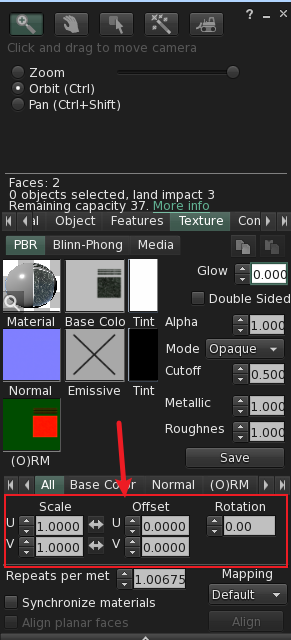 Click and drag to move camera
Zoom
Orbit (Ctrl)
Pan (Ctrl+Shift)
Faces: 2
0 objects selected, land impact 3
Remaining capacity 37. More info
al Object Features Texture Con
PBR Blinn-Phong Media
Glow 0.000
Double Sided
Material Base Colo Tint
Alpha 1.000
Mode Opaque
Cutoff 0.500
Normal Emissive Tint
Metallic 1.000
Roughnes 1.000
(O)RM
Save
All Base Color Normal (O)RM
Scale Offset Rotation
U 1.0000 U 0.0000 0.00
V 1.0000 V 0.0000
Repeats per met 1.00675
Mapping
Default
Synchronize materials
Align planar faces
Align